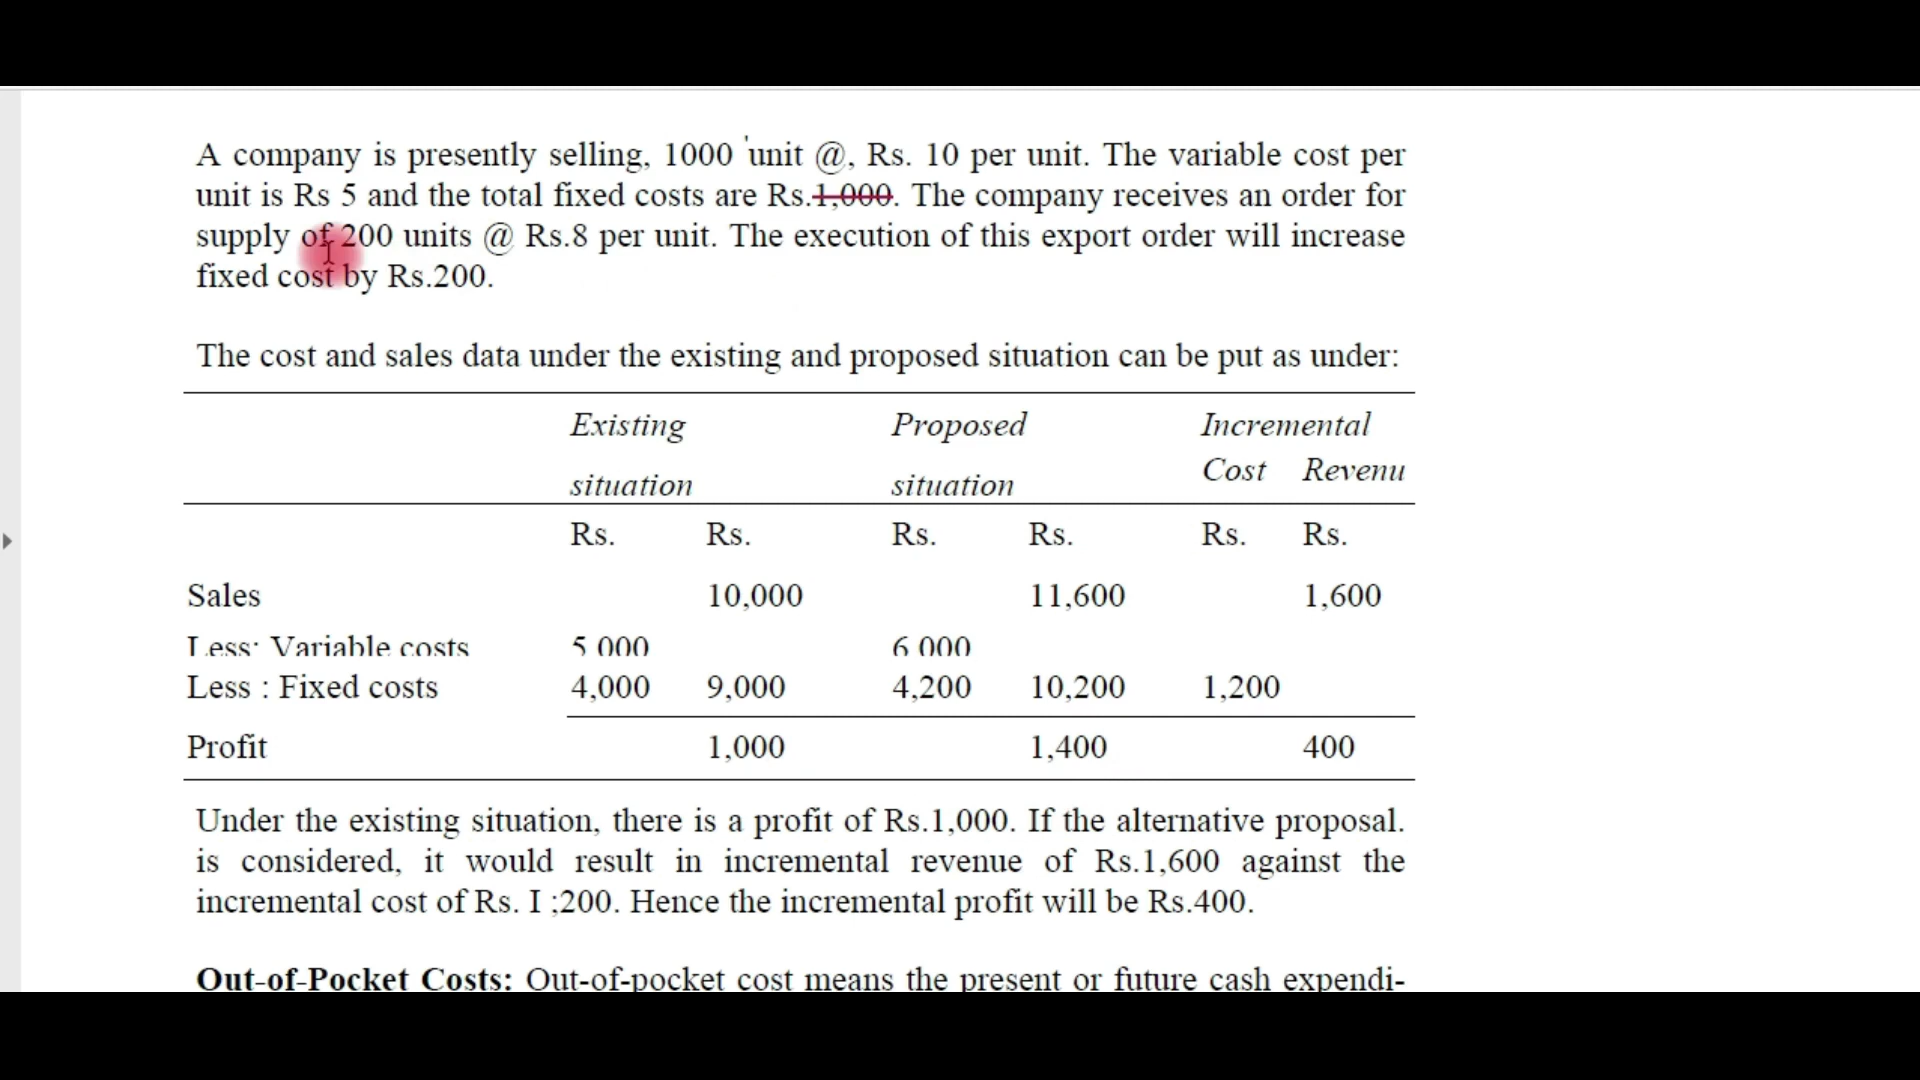 A company is presently selling, 1000 'unit @, Rs. 10 per unit. The variable cost per
unit is Rs 5 and the total fixed costs are Rs.1,000. The company receives an order for
supply of 200 units @ Rs.8 per unit. The execution of this export order will increase
fixed cost by Rs.200.
The cost and sales data under the existing and proposed situation can be put as under:
Existing situation Proposed situation Incremental
Cost Revenu
Rs. Rs. Rs. Rs. Rs. Rs.
Sales 10,000 11,600 1,600
Less: Variable costs 5 000 6 000
Less : Fixed costs 4,000 9,000 4,200 10,200 1,200
Profit 1,000 1,400 400
Under the existing situation, there is a profit of Rs.1,000. If the alternative proposal.
is considered, it would result in incremental revenue of Rs.1,600 against the
incremental cost of Rs. I ;200. Hence the incremental profit will be Rs.400.
Out-of-Pocket Costs: Out-of-pocket cost means the present or future cash expendi-